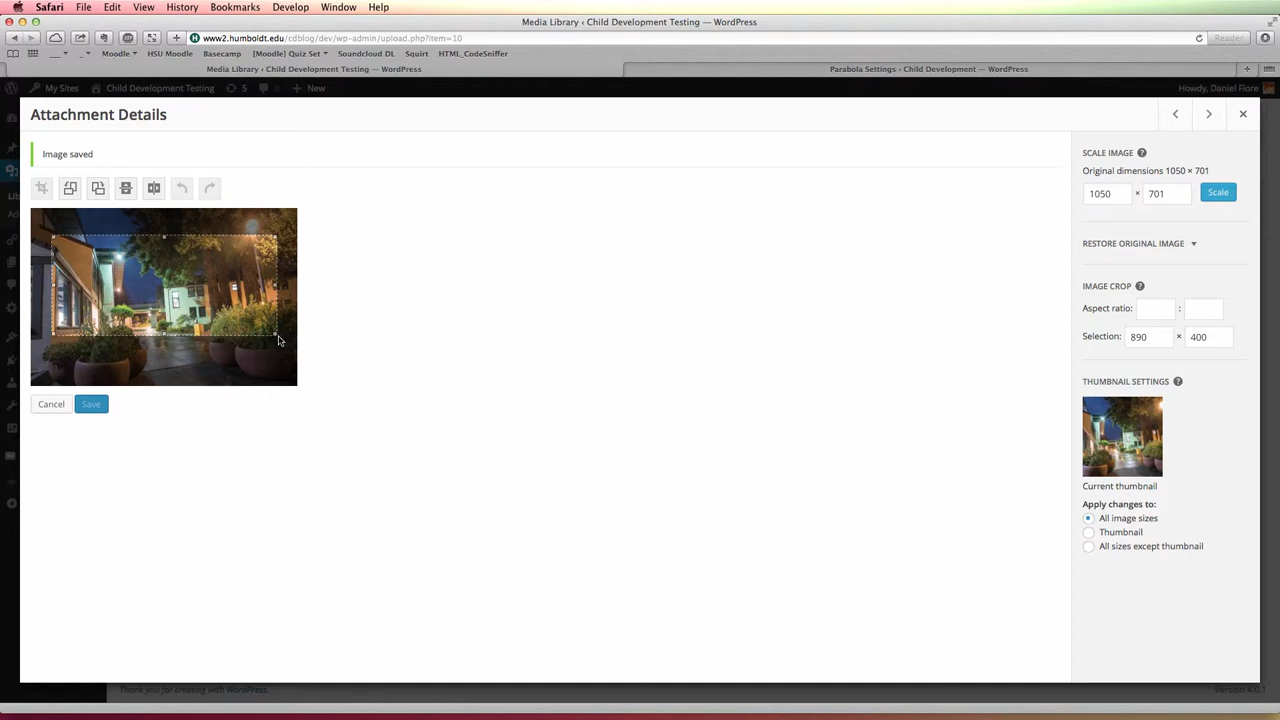 Safari File Edit View History Bookmarks Develop Window Help
Media Library ‹ Child Development Testing — WordPress
www2.humboldt.edu/cdblog/dev/wp-admin/upload.php?item=10
Reader
Moodle HSU Moodle Basecamp [Moodle] Quiz Set Soundcloud DL Squirt HTML_CodeSniffer
Media Library ‹ Child Development Testing — WordPress
Parabola Settings ‹ Child Development — WordPress
My Sites Child Development Testing 5 + New
Howdy, Daniel Fiore
Attachment Details
Image saved
Cancel Save
SCALE IMAGE
Original dimensions 1050 × 701
1050 × 701 Scale
RESTORE ORIGINAL IMAGE
IMAGE CROP
Aspect ratio: :
Selection: 890 × 400
THUMBNAIL SETTINGS
Current thumbnail
Apply changes to:
All image sizes
Thumbnail
All sizes except thumbnail
Thank you for creating with WordPress.
Version 4.0.1